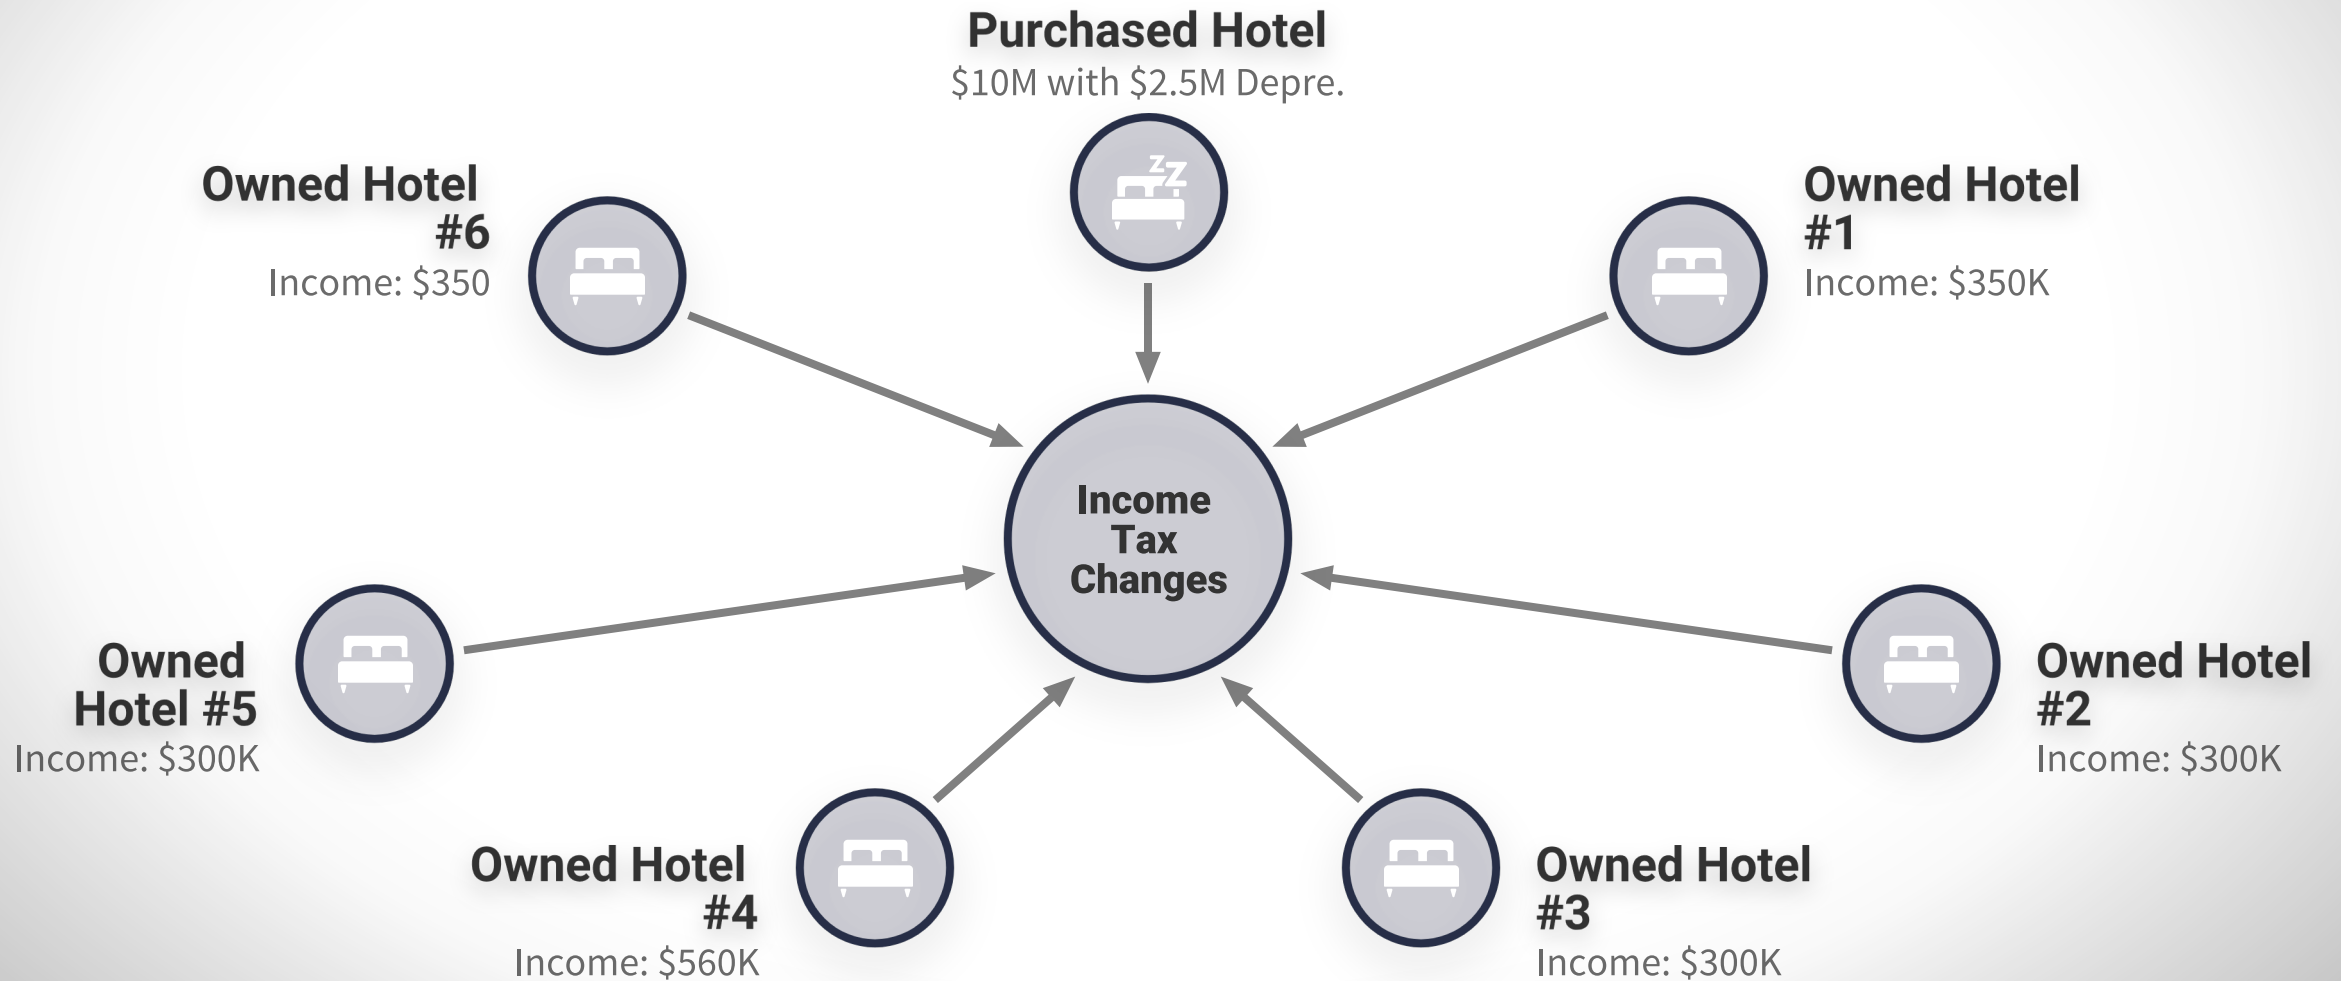 Purchased Hotel
$10M with $2.5M Depre.
zz
Owned Hotel
#6
Income: $350
Owned Hotel
#1
Income: $350K
Income
Tax
Changes
Owned
Hotel #5
Income: $300K
Owned Hotel
#2
Income: $300K
Owned Hotel
#4
Income: $560K
Owned Hotel
#3
Income: $300K